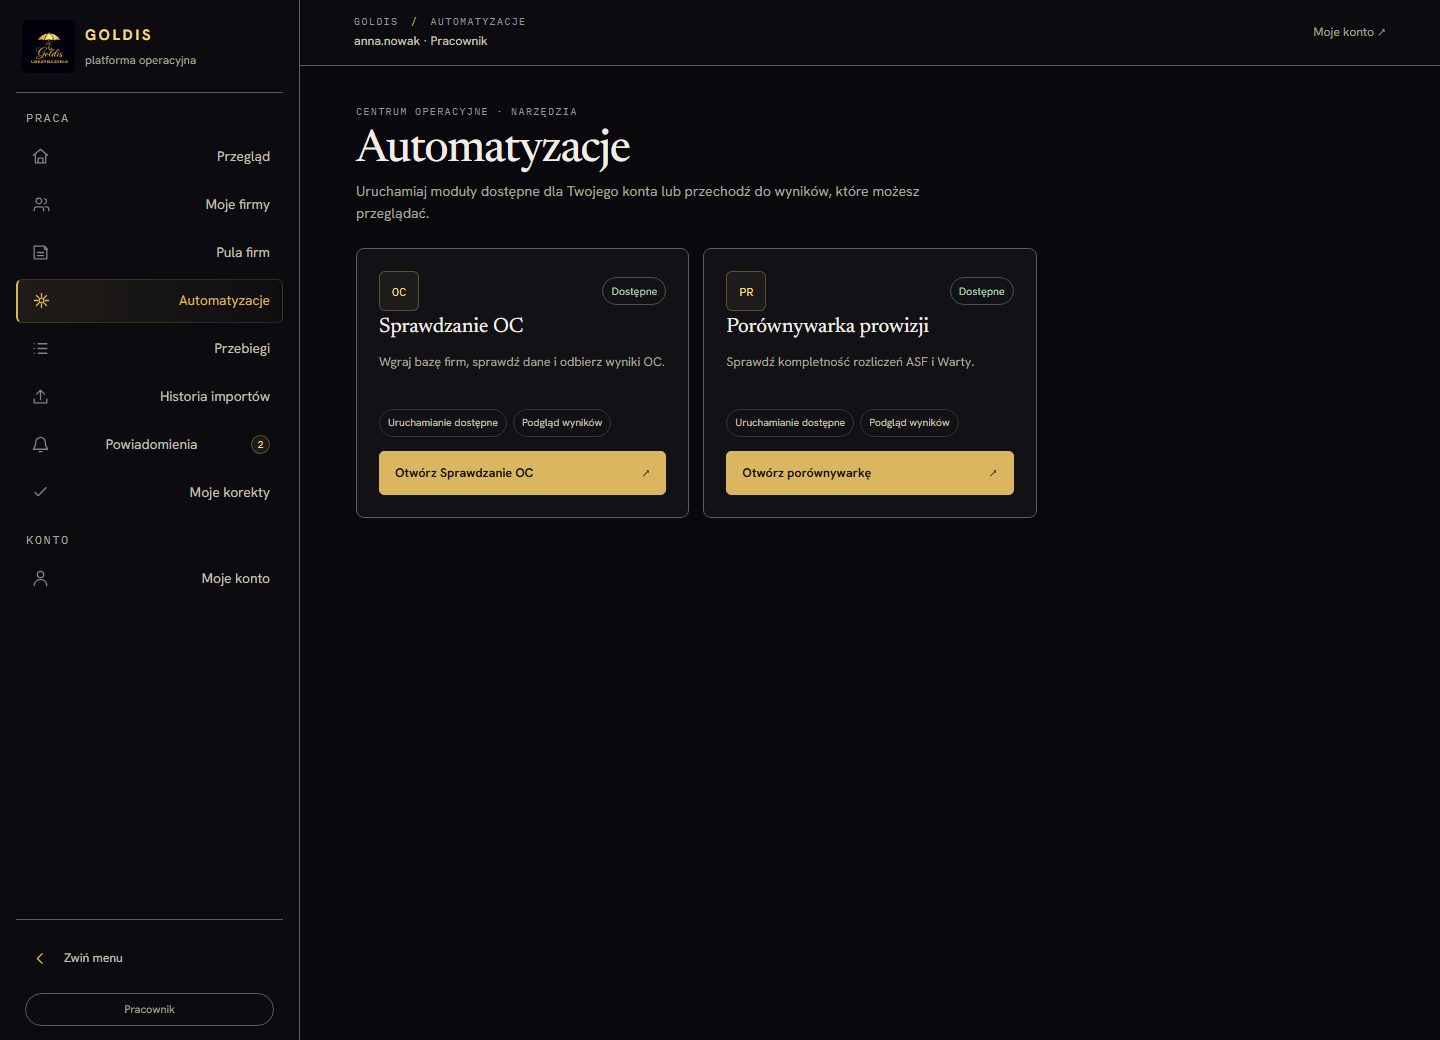 Goldis
UBEZPIECZENIA
GOLDIS
platforma operacyjna
PRACA
Przegląd
Moje firmy
Pula firm
Automatyzacje
Przebiegi
Historia importów
Powiadomienia 2
Moje korekty
KONTO
Moje konto
Zwiń menu
Pracownik
GOLDIS / AUTOMATYZACJE
anna.nowak · Pracownik
Moje konto ↗
CENTRUM OPERACYJNE · NARZĘDZIA
Automatyzacje
Uruchamiaj moduły dostępne dla Twojego konta lub przechodź do wyników, które możesz
przeglądać.
OC Dostępne
Sprawdzanie OC
Wgraj bazę firm, sprawdź dane i odbierz wyniki OC.
Uruchamianie dostępne Podgląd wyników
Otwórz Sprawdzanie OC ↗
PR Dostępne
Porównywarka prowizji
Sprawdź kompletność rozliczeń ASF i Warty.
Uruchamianie dostępne Podgląd wyników
Otwórz porównywarkę ↗